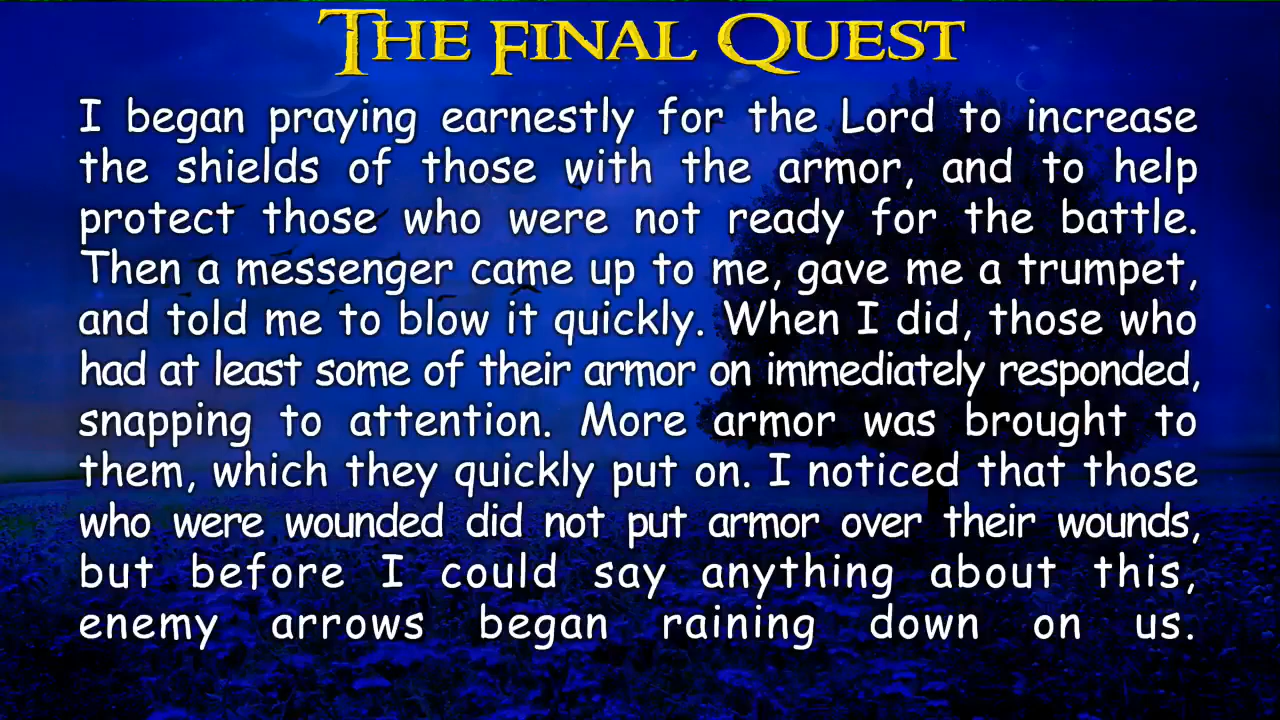 THE FINAL QUEST
I began praying earnestly for the Lord to increase
the shields of those with the armor, and to help
protect those who were not ready for the battle.
Then a messenger came up to me, gave me a trumpet,
and told me to blow it quickly. When I did, those who
had at least some of their armor on immediately responded,
snapping to attention. More armor was brought to
them, which they quickly put on. I noticed that those
who were wounded did not put armor over their wounds,
but before I could say anything about this,
enemy arrows began raining down on us.